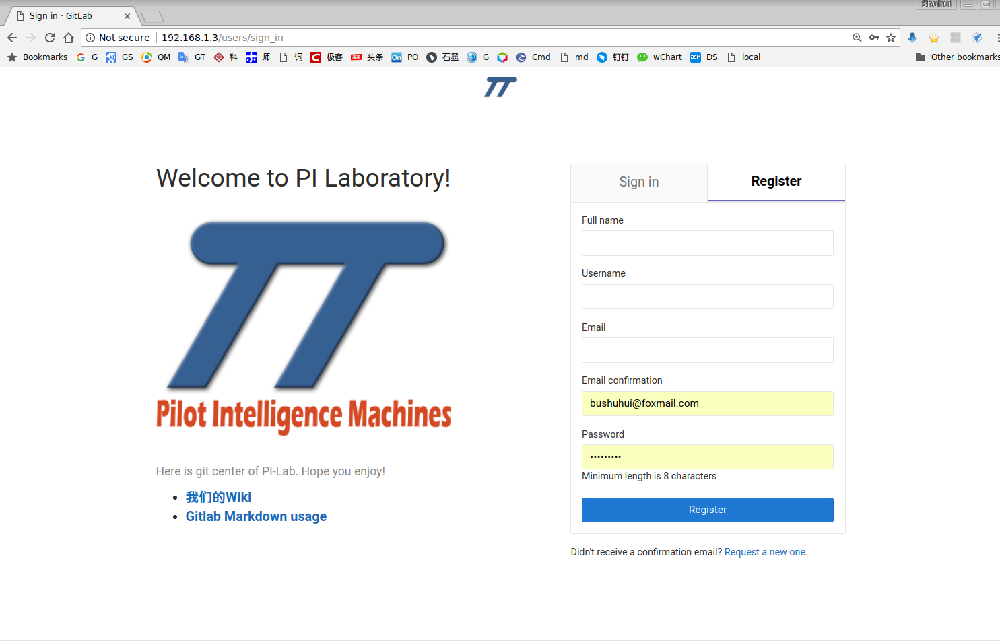 Shuhui
Sign in · GitLab
Not secure 192.168.1.3/users/sign_in
Bookmarks G GS QM GT 科 师 词 极客 头条 PO 石墨 G Cmd md 钉钉 wChart DS local Other bookmarks
Welcome to PI Laboratory!
Pilot Intelligence Machines
Here is git center of PI-Lab. Hope you enjoy!
我们的Wiki
Gitlab Markdown usage
Sign in Register
Full name
Username
Email
Email confirmation
bushuhui@foxmail.com
Password
•••••••••
Minimum length is 8 characters
Register
Didn't receive a confirmation email? Request a new one.